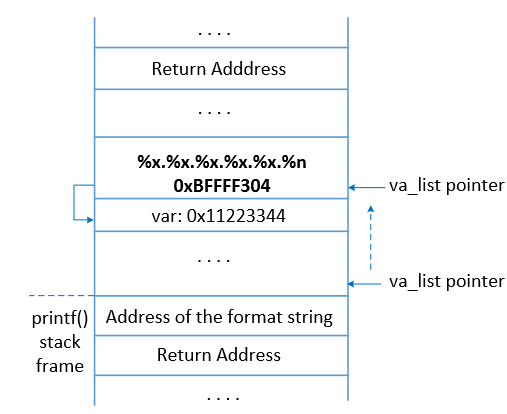 . . . .
Return Adddress
. . . .
%x.%x.%x.%x.%x.%n
0xBFFFF304
va_list pointer
var: 0x11223344
. . . .
va_list pointer
printf()
stack
frame
Address of the format string
Return Address
. . . .